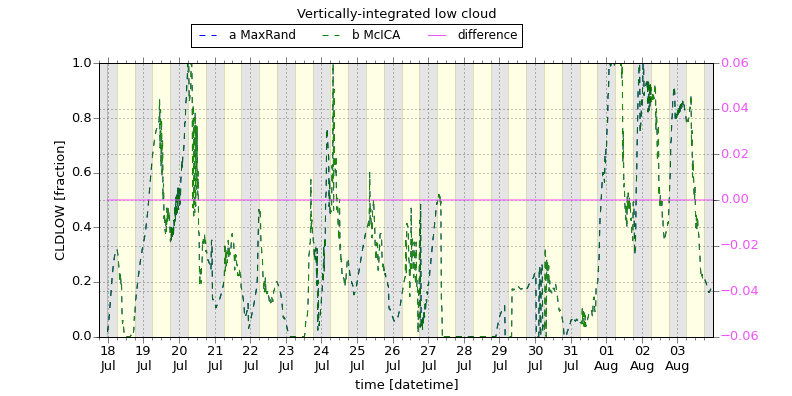 Vertically-integrated low cloud
a MaxRand b McICA difference
CLDLOW [fraction]
1.0
0.8
0.6
0.4
0.2
0.0
0.06
0.04
0.02
0.00
−0.02
−0.04
−0.06
18 19 20 21 22 23 24 25 26 27 28 29 30 31 01 02 03
Jul Jul Jul Jul Jul Jul Jul Jul Jul Jul Jul Jul Jul Jul Aug Aug Aug
time [datetime]